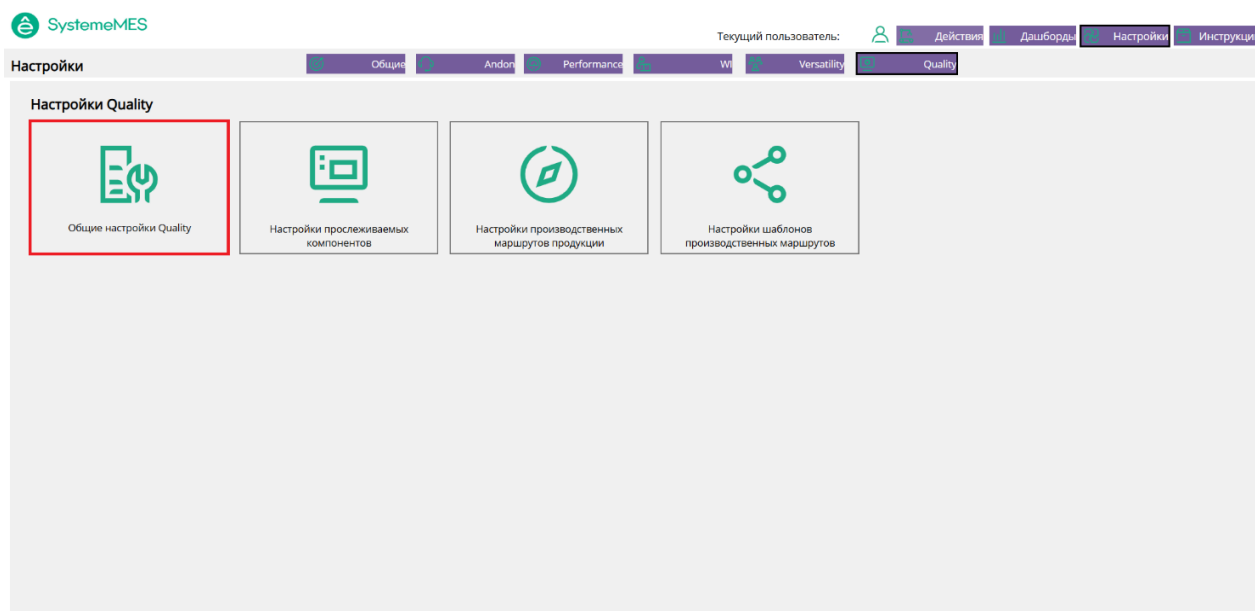 SystemeMES
Текущий пользователь:
Действия
Дашборды
Настройки
Инструкци
Настройки
Общие
Andon
Performance
WI
Versatility
Quality
Настройки Quality
Общие настройки Quality
Настройки прослеживаемых
компонентов
Настройки производственных
маршрутов продукции
Настройки шаблонов
производственных маршрутов